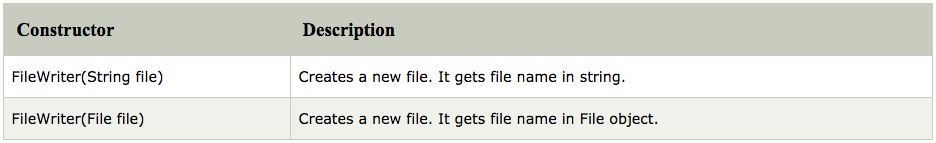 Constructor Description
FileWriter(String file) Creates a new file. It gets file name in string.
FileWriter(File file) Creates a new file. It gets file name in File object.